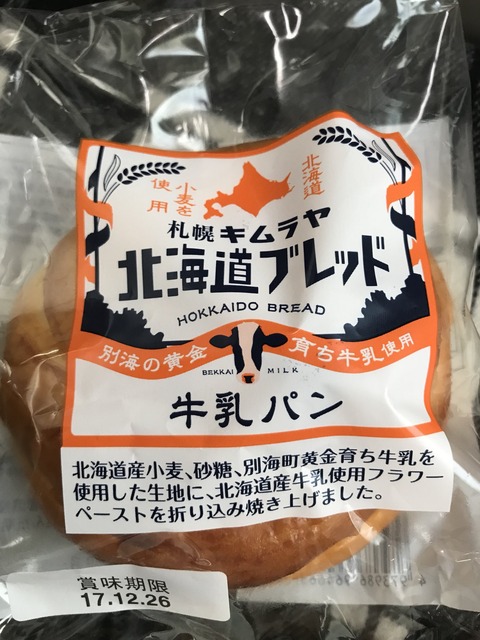 北海道
小麦を
使用
札幌キムラヤ
北海道ブレッド
HOKKAIDO BREAD
別海の黄金 育ち牛乳使用
BEKKAI MILK
牛乳パン
北海道産小麦、砂糖、別海町黄金育ち牛乳を
使用した生地に、北海道産牛乳使用フラワー
ペーストを折り込み焼き上げました。
賞味期限
17.12.26